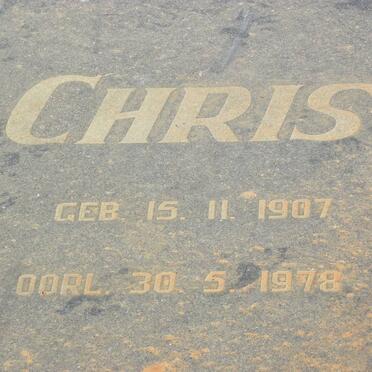 CHRIS
GEB. 15. 11. 1907
OORL. 30. 5. 1978